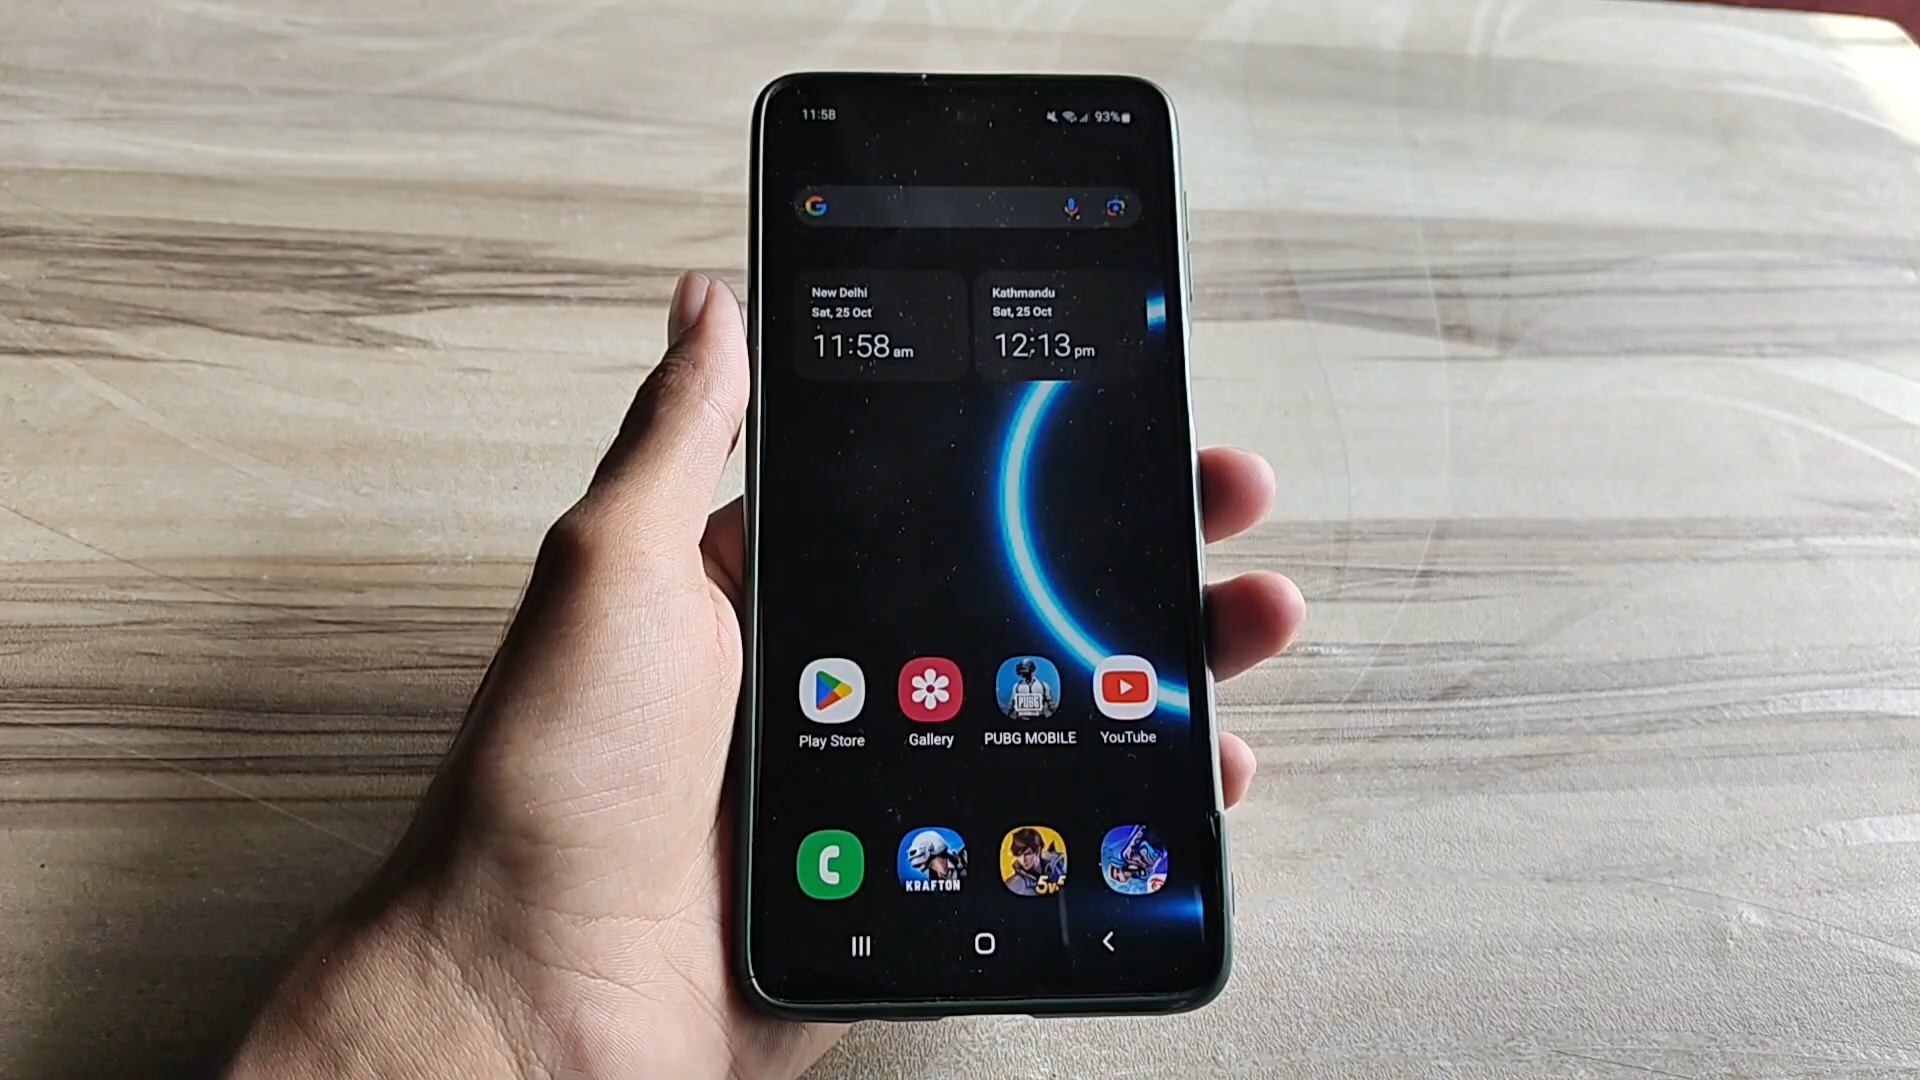 11:58 93%
New Delhi
Sat, 25 Oct
11:58 am
Kathmandu
Sat, 25 Oct
12:13 pm
PUBG
Play Store Gallery PUBG MOBILE YouTube
KRAFTON 5v5